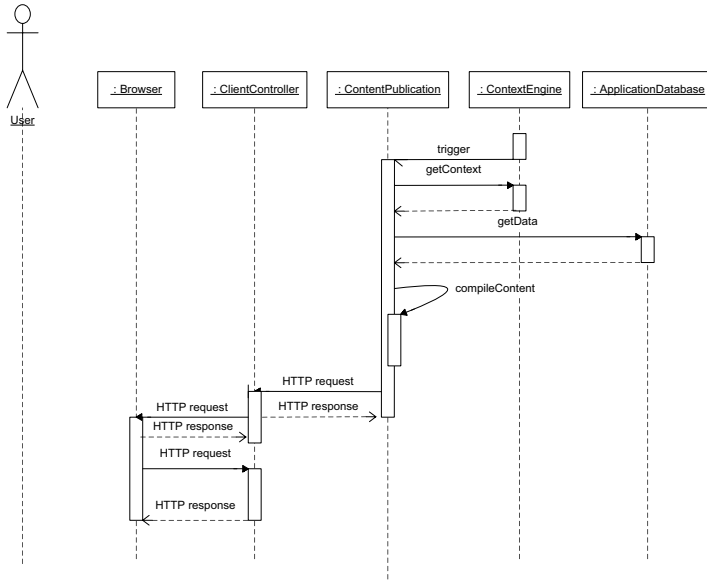 : Browser
: ClientController
: ContentPublication
: ContextEngine
: ApplicationDatabase
User
trigger
getContext
getData
compileContent
HTTP request
HTTP request
HTTP response
HTTP response
HTTP request
HTTP response